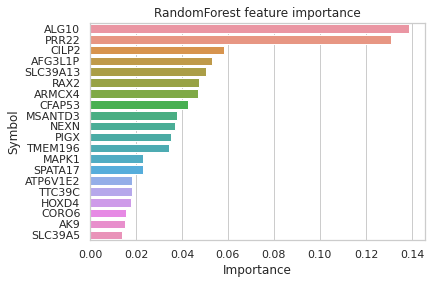 RandomForest feature importance
Symbol
ALG10
PRR22
CILP2
AFG3L1P
SLC39A13
RAX2
ARMCX4
CFAP53
MSANTD3
NEXN
PIGX
TMEM196
MAPK1
SPATA17
ATP6V1E2
TTC39C
HOXD4
CORO6
AK9
SLC39A5
0.00 0.02 0.04 0.06 0.08 0.10 0.12 0.14
Importance